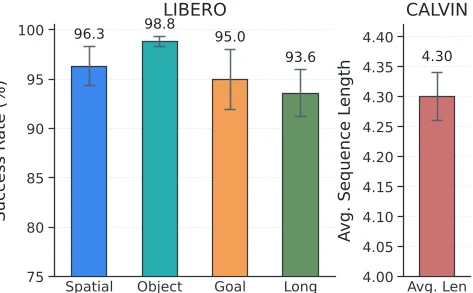 LIBERO
CALVIN
100
95
90
85
80
75
Success Rate (%)
96.3
98.8
95.0
93.6
Spatial
Object
Goal
Long
Avg. Sequence Length
4.40
4.35
4.30
4.25
4.20
4.15
4.10
4.05
4.00
4.30
Avg. Len